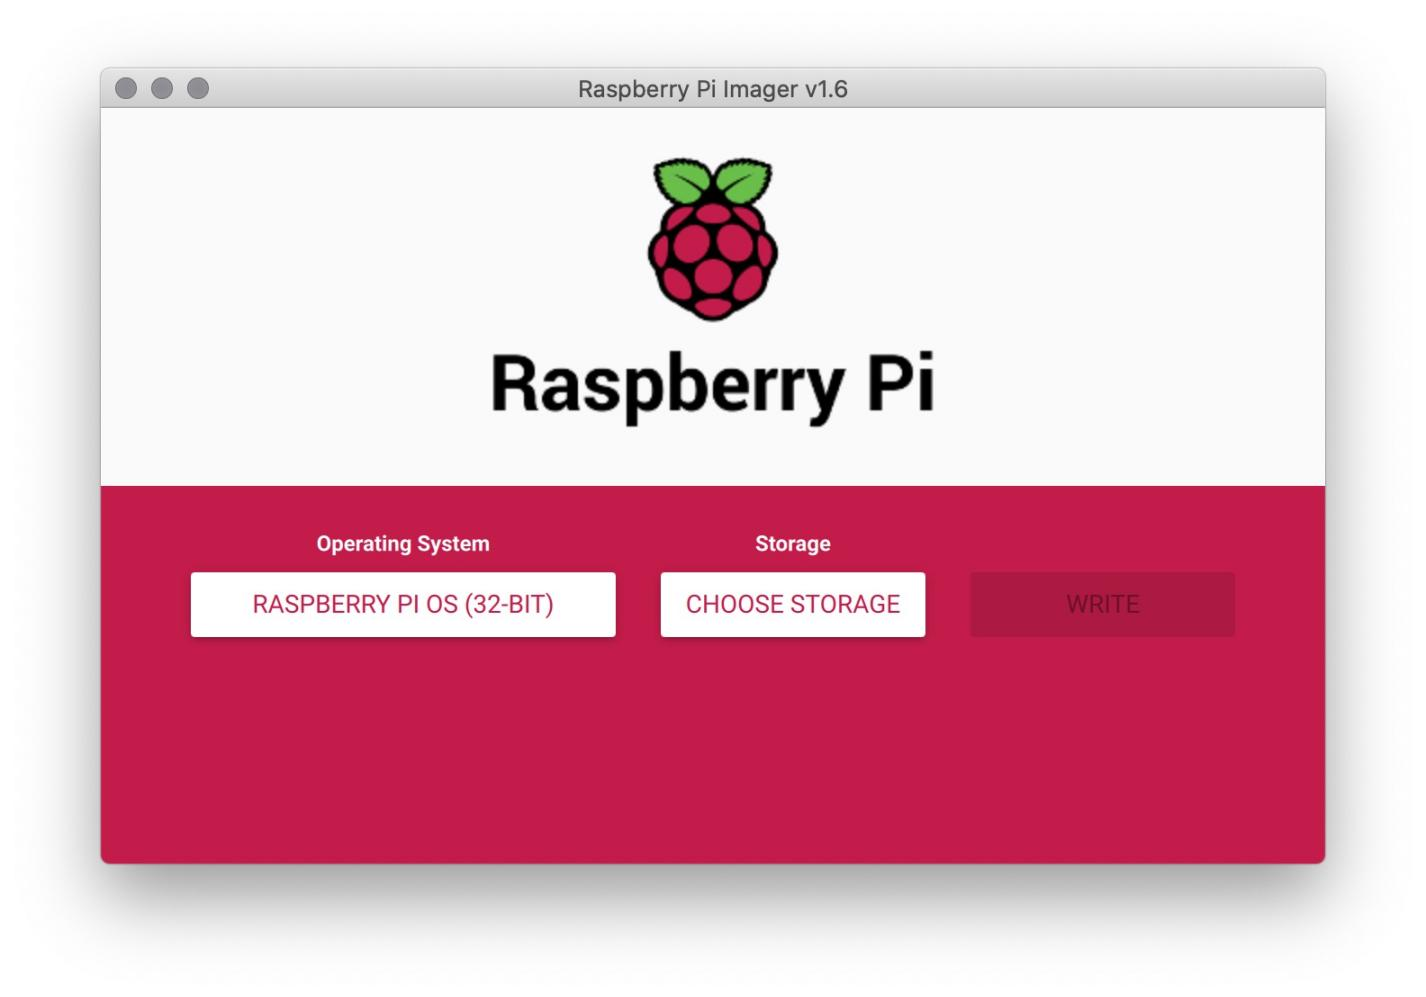 Raspberry Pi Imager v1.6
Raspberry Pi
Operating System
Storage
RASPBERRY PI OS (32-BIT)
CHOOSE STORAGE
WRITE